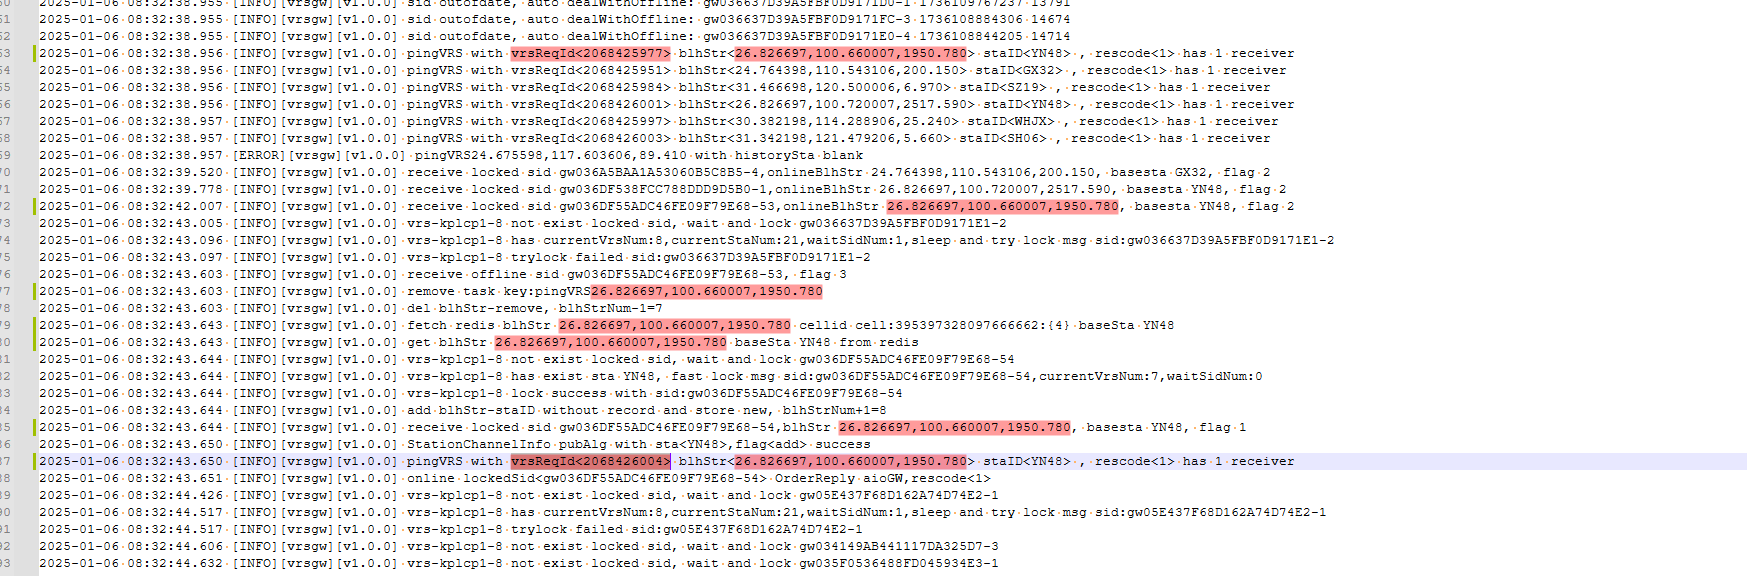 2025-01-06 08:32:38.955 [INFO][vrsgw][v1.0.0] sid outofdate, auto dealWithOffline: gw036637D39A5FBF0D9171D0-1 1736109767237 13791
51 2025-01-06 08:32:38.955 [INFO][vrsgw][v1.0.0] sid outofdate, auto dealWithOffline: gw036637D39A5FBF0D9171FC-3 1736108884306 14674
52 2025-01-06 08:32:38.955 [INFO][vrsgw][v1.0.0] sid outofdate, auto dealWithOffline: gw036637D39A5FBF0D9171E0-4 1736108844205 14714
53 2025-01-06 08:32:38.956 [INFO][vrsgw][v1.0.0] pingVRS with vrsReqId<2068425977> blhStr<26.826697,100.660007,1950.780> staID<YN48> , rescode<1> has 1 receiver
54 2025-01-06 08:32:38.956 [INFO][vrsgw][v1.0.0] pingVRS with vrsReqId<2068425951> blhStr<24.764398,110.543106,200.150> staID<GX32> , rescode<1> has 1 receiver
55 2025-01-06 08:32:38.956 [INFO][vrsgw][v1.0.0] pingVRS with vrsReqId<2068425984> blhStr<31.466698,120.500006,6.970> staID<SZ19> , rescode<1> has 1 receiver
56 2025-01-06 08:32:38.956 [INFO][vrsgw][v1.0.0] pingVRS with vrsReqId<2068426001> blhStr<26.826697,100.720007,2517.590> staID<YN48> , rescode<1> has 1 receiver
57 2025-01-06 08:32:38.957 [INFO][vrsgw][v1.0.0] pingVRS with vrsReqId<2068425997> blhStr<30.382198,114.288906,25.240> staID<WHJX> , rescode<1> has 1 receiver
58 2025-01-06 08:32:38.957 [INFO][vrsgw][v1.0.0] pingVRS with vrsReqId<2068426003> blhStr<31.342198,121.479206,5.660> staID<SH06> , rescode<1> has 1 receiver
59 2025-01-06 08:32:38.957 [ERROR][vrsgw][v1.0.0] pingVRS24.675598,117.603606,89.410 with historySta blank
70 2025-01-06 08:32:39.520 [INFO][vrsgw][v1.0.0] receive locked sid gw036A5BAA1A53060B5C8B5-4,onlineBlhStr 24.764398,110.543106,200.150, basesta GX32, flag 2
71 2025-01-06 08:32:39.778 [INFO][vrsgw][v1.0.0] receive locked sid gw036DF538FCC788DDD9D5B0-1,onlineBlhStr 26.826697,100.720007,2517.590, basesta YN48, flag 2
72 2025-01-06 08:32:42.007 [INFO][vrsgw][v1.0.0] receive locked sid gw036DF55ADC46FE09F79E68-53,onlineBlhStr 26.826697,100.660007,1950.780, basesta YN48, flag 2
73 2025-01-06 08:32:43.005 [INFO][vrsgw][v1.0.0] vrs-kplcp1-8 not exist locked sid, wait and lock gw036637D39A5FBF0D9171E1-2
74 2025-01-06 08:32:43.096 [INFO][vrsgw][v1.0.0] vrs-kplcp1-8 has currentVrsNum:8,currentStaNum:21,waitSidNum:1,sleep and try lock msg sid:gw036637D39A5FBF0D9171E1-2
75 2025-01-06 08:32:43.097 [INFO][vrsgw][v1.0.0] vrs-kplcp1-8 trylock failed sid:gw036637D39A5FBF0D9171E1-2
76 2025-01-06 08:32:43.603 [INFO][vrsgw][v1.0.0] receive offline sid gw036DF55ADC46FE09F79E68-53, flag 3
77 2025-01-06 08:32:43.603 [INFO][vrsgw][v1.0.0] remove task key:pingVRS26.826697,100.660007,1950.780
78 2025-01-06 08:32:43.603 [INFO][vrsgw][v1.0.0] del blhStr-remove, blhStrNum-1=7
79 2025-01-06 08:32:43.643 [INFO][vrsgw][v1.0.0] fetch redis blhStr 26.826697,100.660007,1950.780 cellid cell:395397328097666662:{4} baseSta YN48
30 2025-01-06 08:32:43.643 [INFO][vrsgw][v1.0.0] get blhStr 26.826697,100.660007,1950.780 baseSta YN48 from redis
31 2025-01-06 08:32:43.644 [INFO][vrsgw][v1.0.0] vrs-kplcp1-8 not exist locked sid, wait and lock gw036DF55ADC46FE09F79E68-54
32 2025-01-06 08:32:43.644 [INFO][vrsgw][v1.0.0] vrs-kplcp1-8 has exist sta YN48, fast lock msg sid:gw036DF55ADC46FE09F79E68-54,currentVrsNum:7,waitSidNum:0
33 2025-01-06 08:32:43.644 [INFO][vrsgw][v1.0.0] vrs-kplcp1-8 lock success with sid:gw036DF55ADC46FE09F79E68-54
34 2025-01-06 08:32:43.644 [INFO][vrsgw][v1.0.0] add blhStr-staID without record and store new, blhStrNum+1=8
35 2025-01-06 08:32:43.644 [INFO][vrsgw][v1.0.0] receive locked sid gw036DF55ADC46FE09F79E68-54,blhStr 26.826697,100.660007,1950.780, basesta YN48, flag 1
36 2025-01-06 08:32:43.650 [INFO][vrsgw][v1.0.0] StationChannelInfo pubAlg with sta<YN48>,flag<add> success
37 2025-01-06 08:32:43.650 [INFO][vrsgw][v1.0.0] pingVRS with vrsReqId<2068426004> blhStr<26.826697,100.660007,1950.780> staID<YN48> , rescode<1> has 1 receiver
38 2025-01-06 08:32:43.651 [INFO][vrsgw][v1.0.0] online lockedSid<gw036DF55ADC46FE09F79E68-54> OrderReply aioGW,rescode<1>
39 2025-01-06 08:32:44.426 [INFO][vrsgw][v1.0.0] vrs-kplcp1-8 not exist locked sid, wait and lock gw05E437F68D162A74D74E2-1
90 2025-01-06 08:32:44.517 [INFO][vrsgw][v1.0.0] vrs-kplcp1-8 has currentVrsNum:8,currentStaNum:21,waitSidNum:1,sleep and try lock msg sid:gw05E437F68D162A74D74E2-1
91 2025-01-06 08:32:44.517 [INFO][vrsgw][v1.0.0] vrs-kplcp1-8 trylock failed sid:gw05E437F68D162A74D74E2-1
92 2025-01-06 08:32:44.606 [INFO][vrsgw][v1.0.0] vrs-kplcp1-8 not exist locked sid, wait and lock gw034149AB441117DA325D7-3
93 2025-01-06 08:32:44.632 [INFO][vrsgw][v1.0.0] vrs-kplcp1-8 not exist locked sid, wait and lock gw035F0536488FD045934E3-1